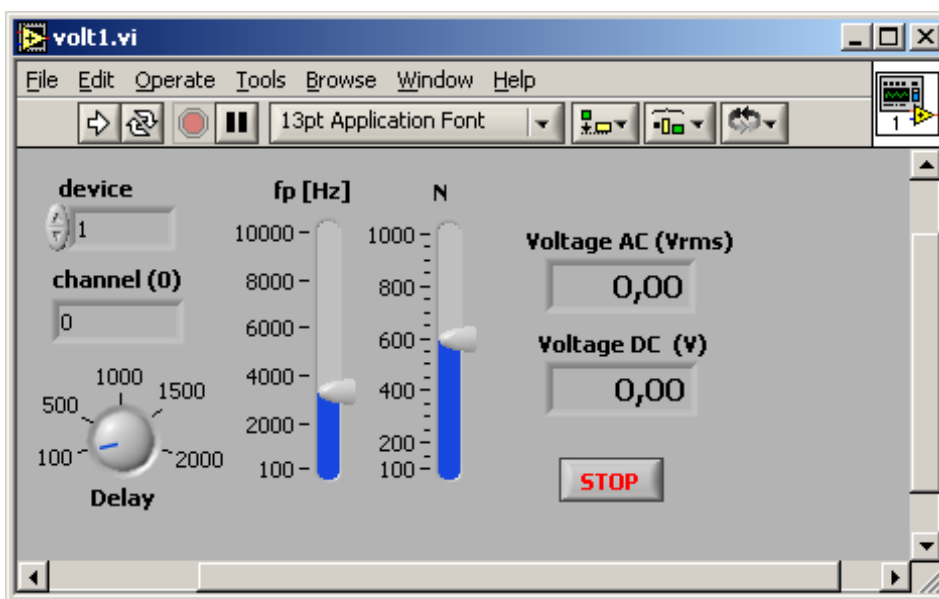 volt1.vi
File Edit Operate Tools Browse Window Help
13pt Application Font
1
device
1
channel (0)
0
500
1000
1500
100
2000
Delay
fp [Hz]
10000
8000
6000
4000
2000
100
N
1000
800
600
400
200
100
Voltage AC (Vrms)
0,00
Voltage DC (V)
0,00
STOP